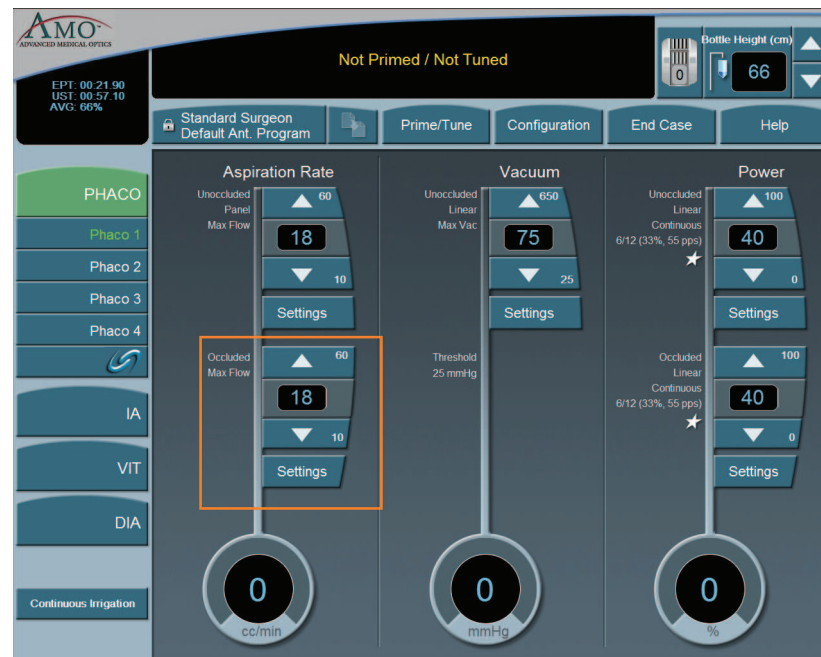 AMO
ADVANCED MEDICAL OPTICS
Not Primed / Not Tuned
Bottle Height (cm)
0
66
EPT: 00:21.90
UST: 00:57.10
AVG: 66%
Standard Surgeon
Default Ant. Program
Prime/Tune
Configuration
End Case
Help
PHACO
Phaco 1
Phaco 2
Phaco 3
Phaco 4
IA
VIT
DIA
Continuous Irrigation
Aspiration Rate
Unoccluded
Panel
Max Flow
60
18
10
Settings
Occluded
Max Flow
60
18
10
Settings
0
cc/min
Vacuum
Unoccluded
Linear
Max Vac
650
75
25
Settings
Threshold
25 mmHg
0
mmHg
Power
Unoccluded
Linear
Continuous
6/12 (33%, 55 pps)
100
40
0
Settings
Occluded
Linear
Continuous
6/12 (33%, 55 pps)
100
40
0
Settings
0
%